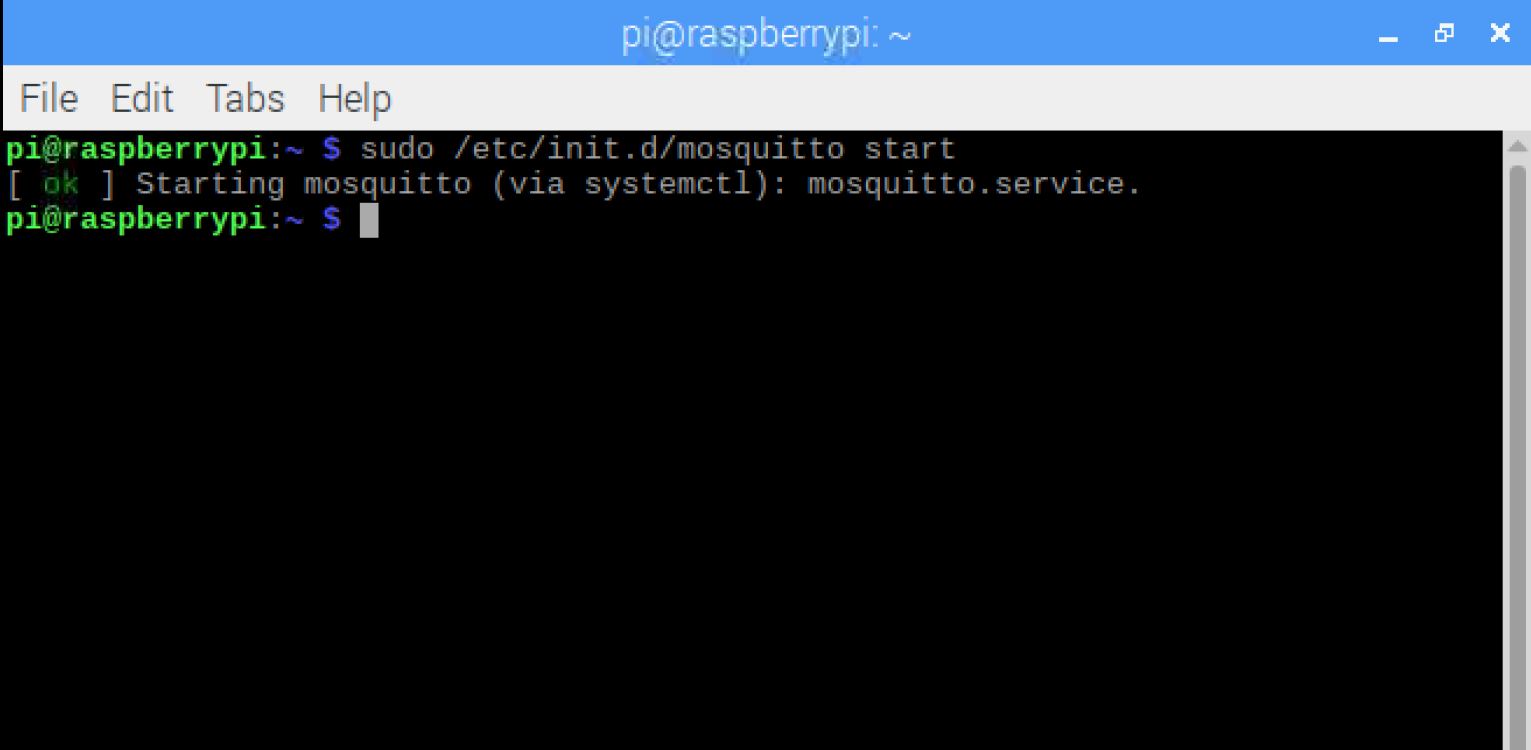 pi@raspberrypi: ~
File Edit Tabs Help
pi@raspberrypi:~ $ sudo /etc/init.d/mosquitto start
[ ok ] Starting mosquitto (via systemctl): mosquitto.service.
pi@raspberrypi:~ $